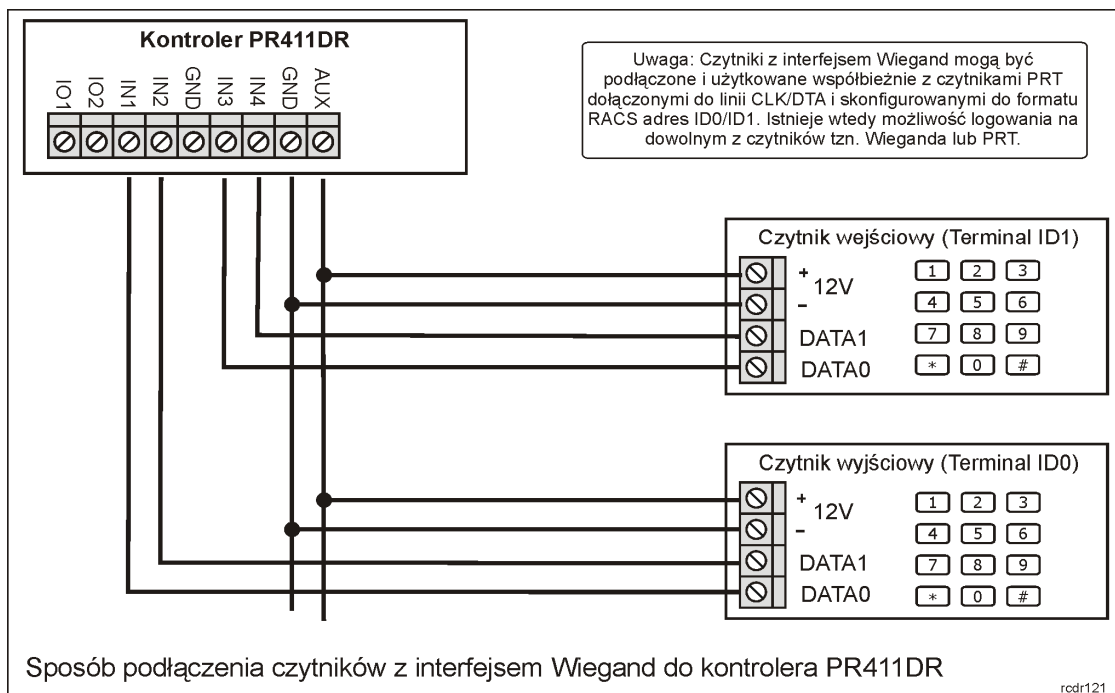 Kontroler PR411DR
IO1
IO2
IN1
IN2
GND
IN3
IN4
GND
AUX
Uwaga: Czytniki z interfejsem Wiegand mogą być
podłączone i użytkowane współbieżnie z czytnikami PRT
dołączonymi do linii CLK/DTA i skonfigurowanymi do formatu
RACS adres ID0/ID1. Istnieje wtedy możliwość logowania na
dowolnym z czytników tzn. Wieganda lub PRT.
Czytnik wejściowy (Terminal ID1)
+
12V
-
DATA1
DATA0
1 2 3
4 5 6
7 8 9
* 0 #
Czytnik wyjściowy (Terminal ID0)
+
12V
-
DATA1
DATA0
1 2 3
4 5 6
7 8 9
* 0 #
Sposób podłączenia czytników z interfejsem Wiegand do kontrolera PR411DR
rcdr121